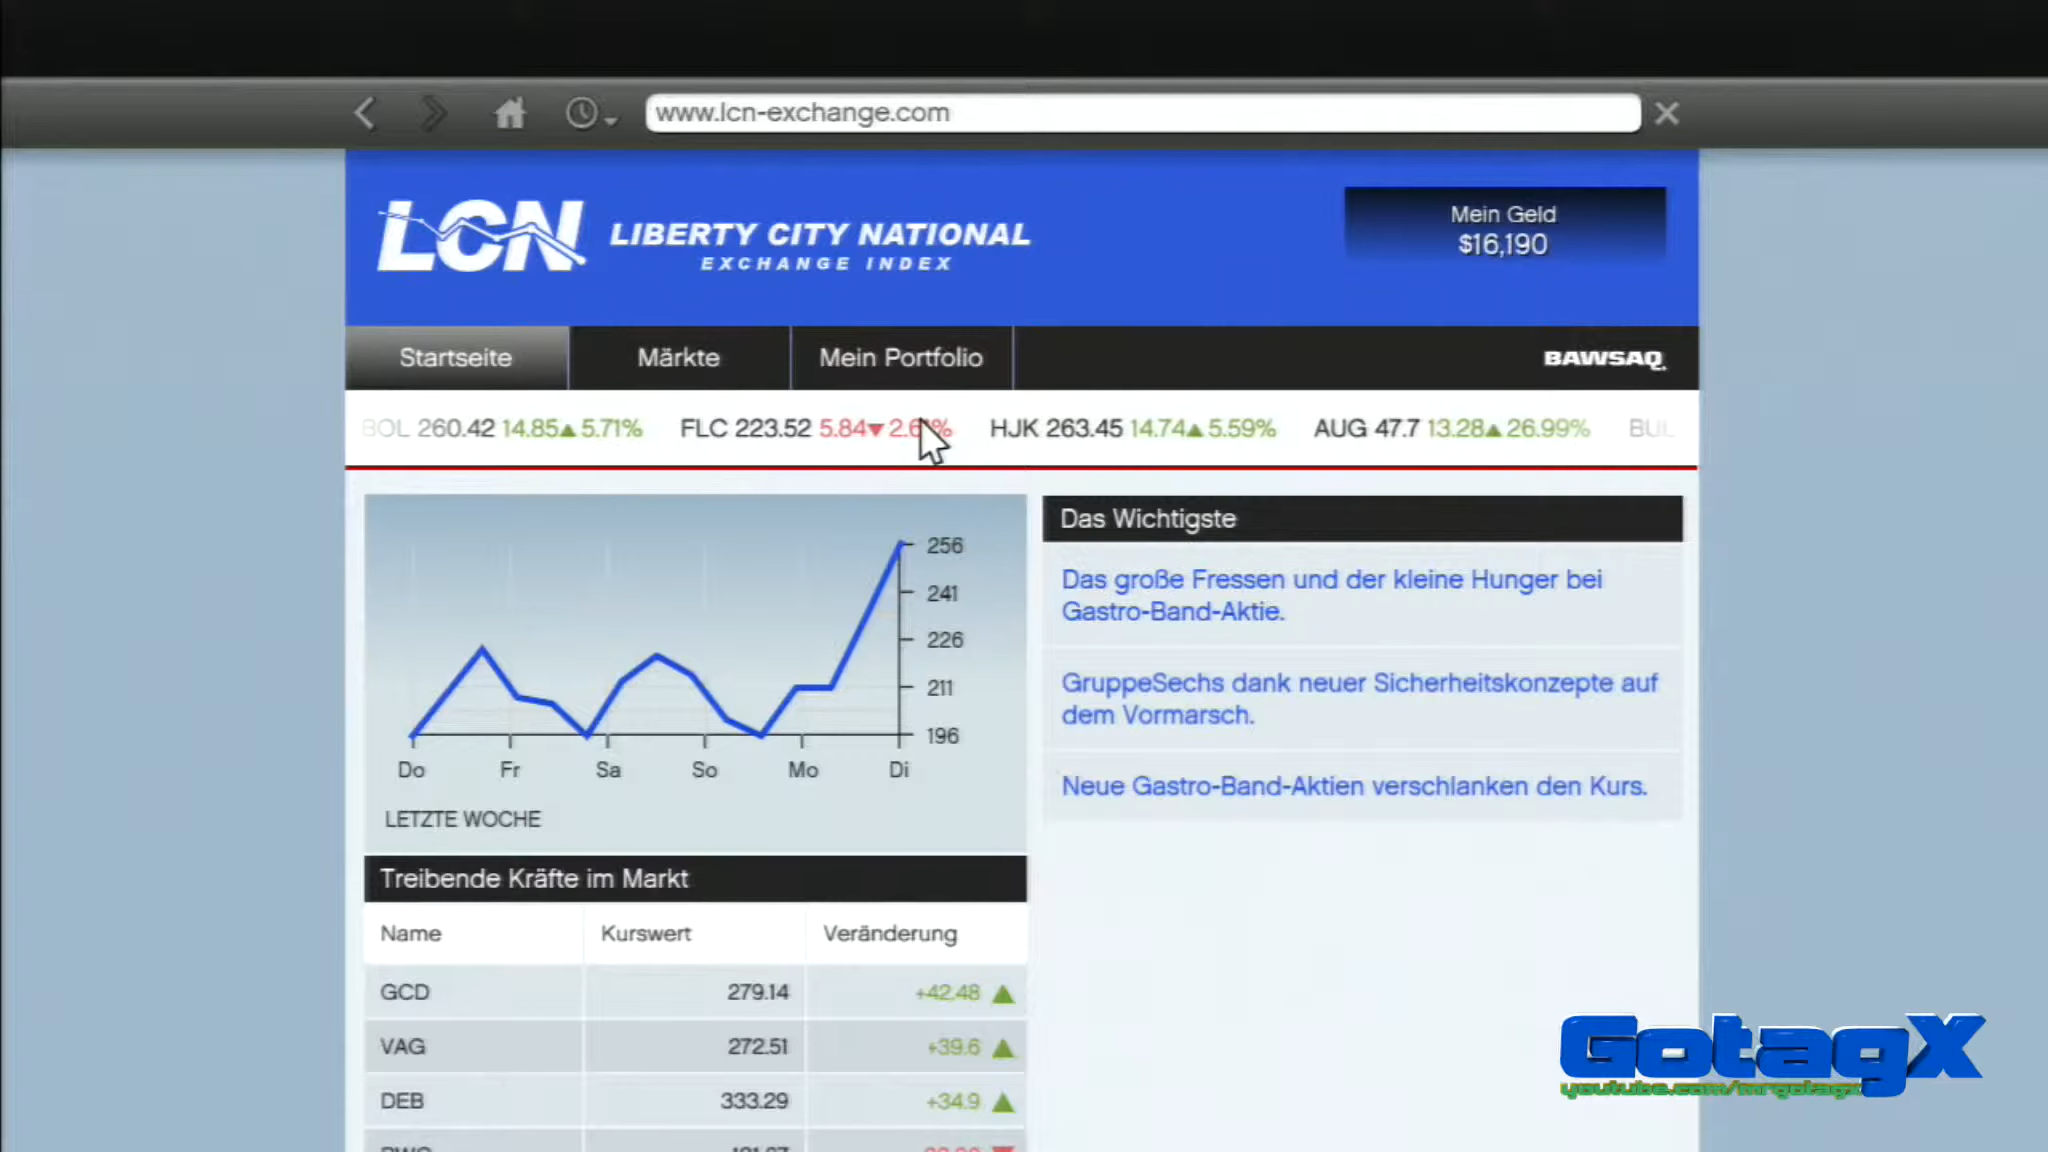 www.lcn-exchange.com
LCN LIBERTY CITY NATIONAL
EXCHANGE INDEX
Mein Geld
$16,190
Startseite Märkte Mein Portfolio BAWSAQ
BOL 260.42 14.85▲5.71% FLC 223.52 5.84▼ HJK 263.45 14.74▲5.59% AUG 47.7 13.28▲26.99% BUL
256
241
226
211
196
Do Fr Sa So Mo Di
LETZTE WOCHE
Das Wichtigste
Das große Fressen und der kleine Hunger bei
Gastro-Band-Aktie.
GruppeSechs dank neuer Sicherheitskonzepte auf
dem Vormarsch.
Neue Gastro-Band-Aktien verschlanken den Kurs.
Treibende Kräfte im Markt
Name Kurswert Veränderung
GCD 279.14 +42.48 ▲
VAG 272.51 +39.6 ▲
DEB 333.29 +34.9 ▲
GotagX
youtube.com/mrgotagx